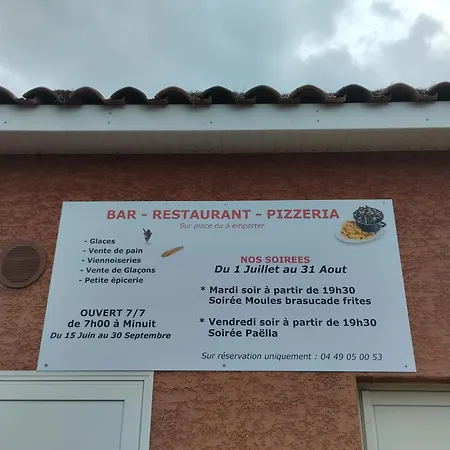 BAR - RESTAURANT - PIZZERIA
Sur place ou à emporter
- Glaces
- Vente de pain
- Viennoiseries
- Vente de Glaçons
- Petite épicerie
OUVERT 7/7
de 7h00 à Minuit
Du 15 Juin au 30 Septembre
NOS SOIREES
Du 1 Juillet au 31 Aout
* Mardi soir à partir de 19h30
Soirée Moules brasucade frites
* Vendredi soir à partir de 19h30
Soirée Paëlla
Sur réservation uniquement : 04 49 05 00 53